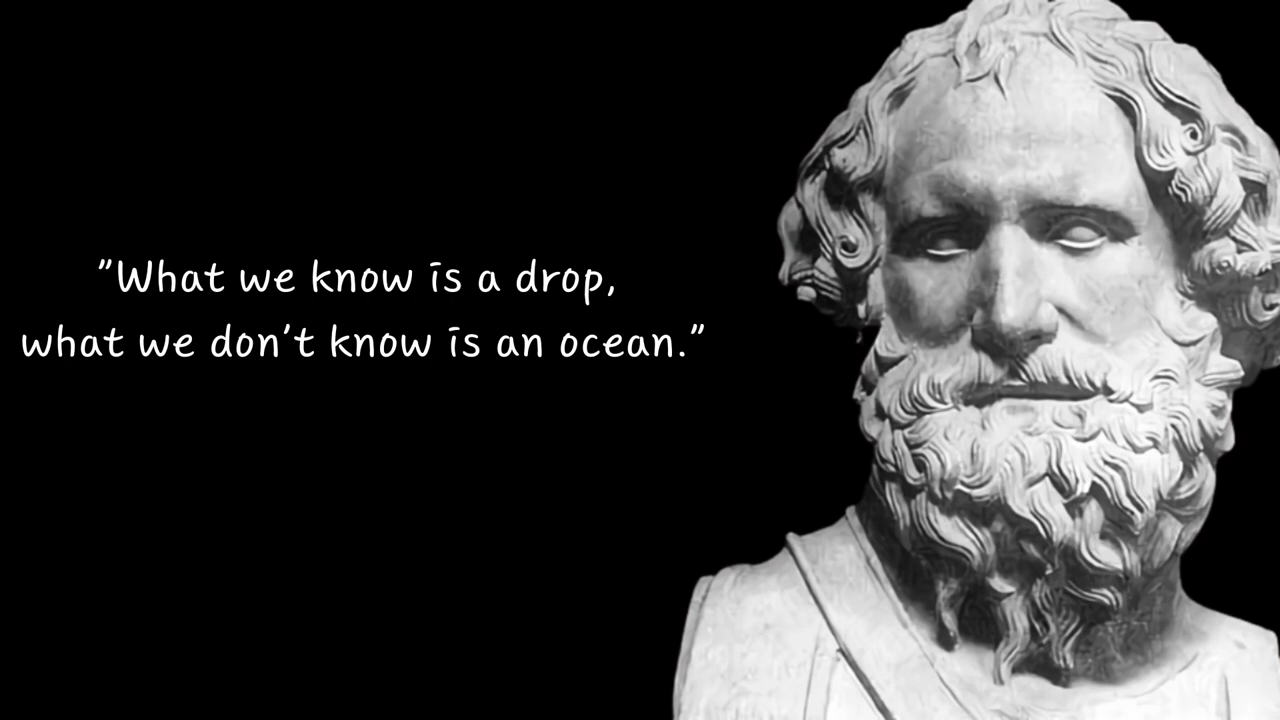 "What we know is a drop,
what we don't know is an ocean."